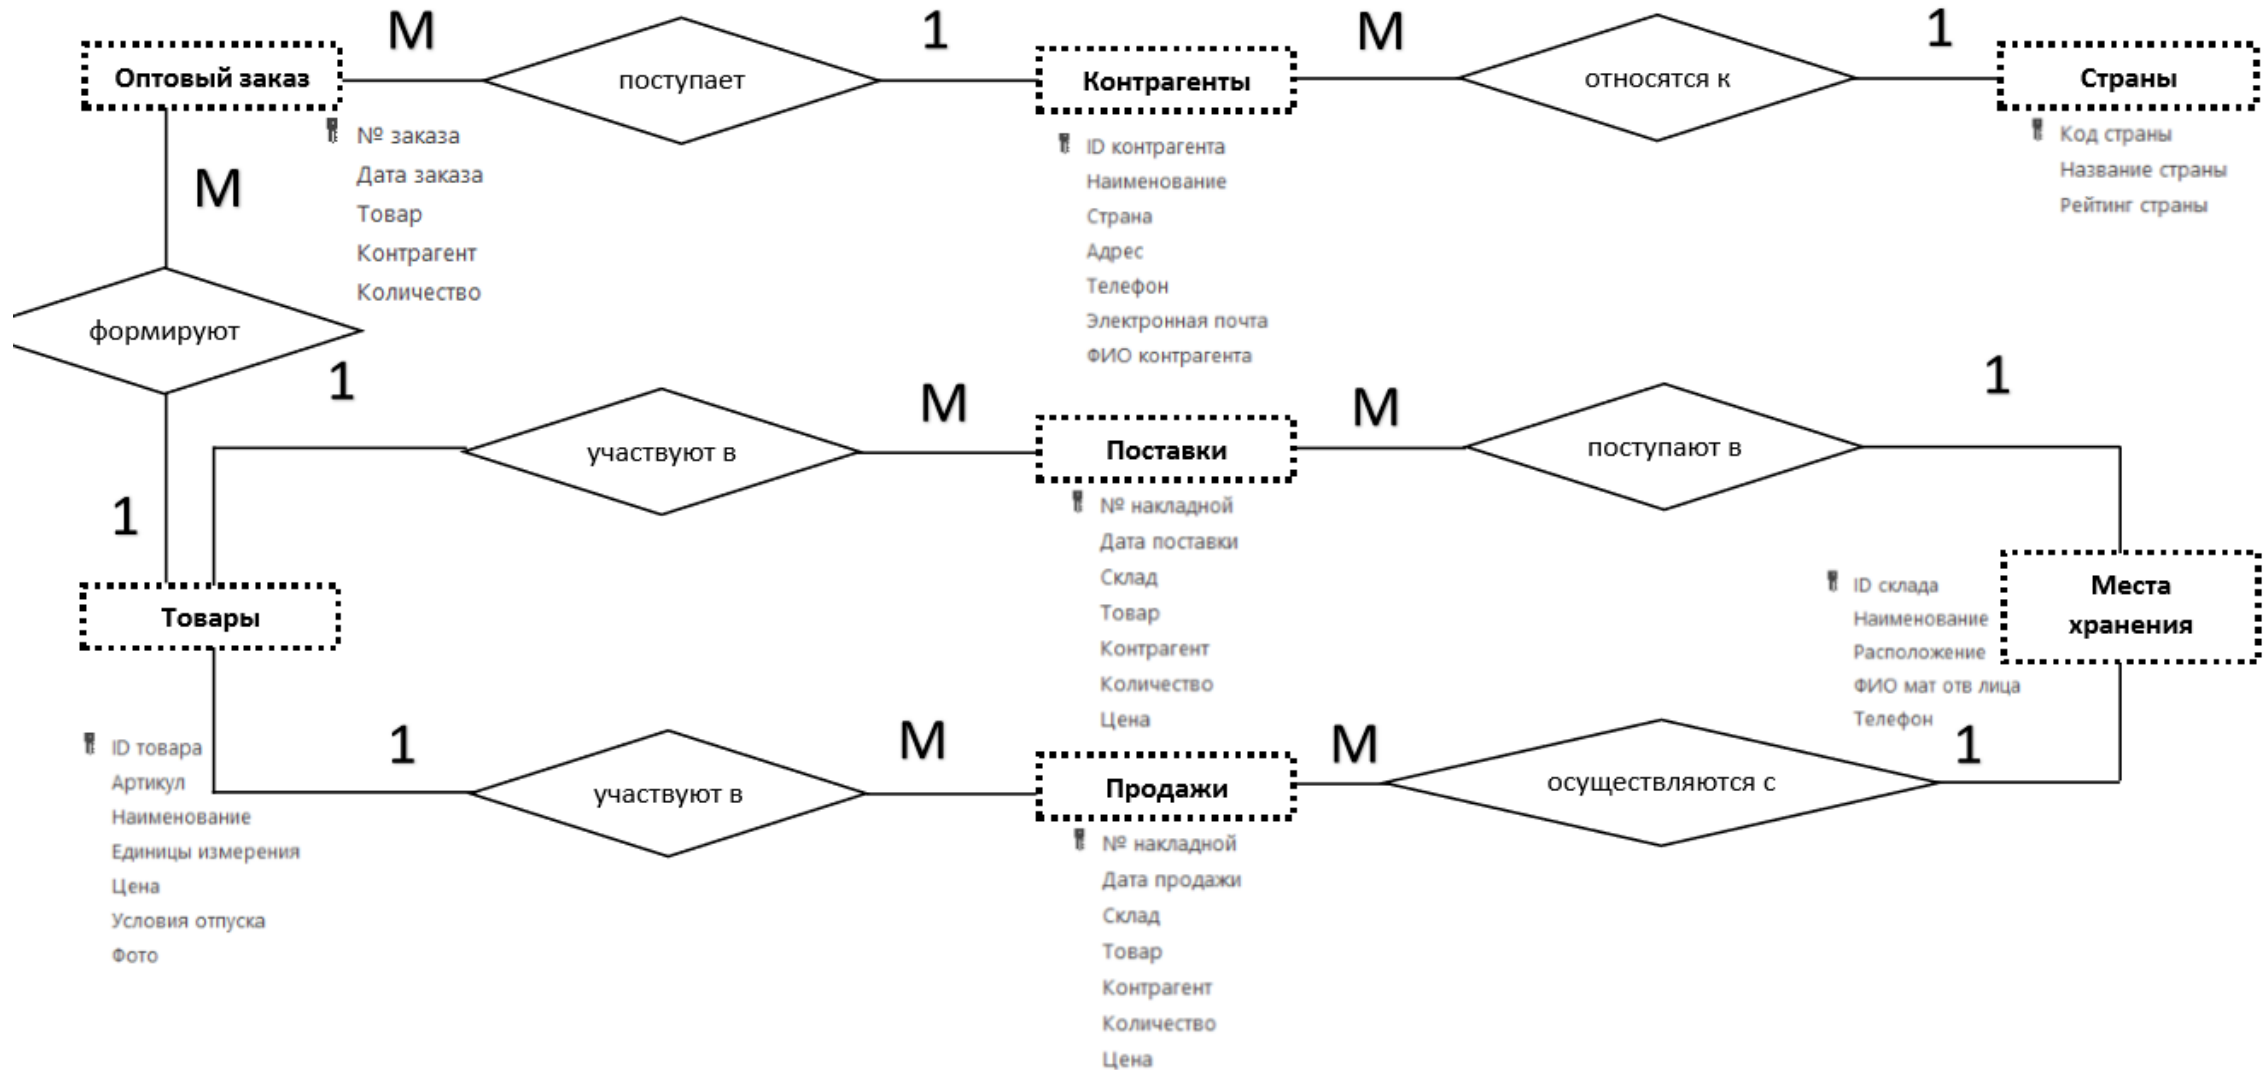 М
1
М
1
Оптовый заказ
поступает
Контрагенты
относятся к
Страны
№ заказа
Дата заказа
Товар
Контрагент
Количество
ID контрагента
Наименование
Страна
Адрес
Телефон
Электронная почта
ФИО контрагента
Код страны
Название страны
Рейтинг страны
М
формируют
1
1
М
М
1
участвуют в
Поставки
поступают в
№ накладной
Дата поставки
Склад
Товар
Контрагент
Количество
Цена
Товары
ID склада
Наименование
Расположение
ФИО мат отв лица
Телефон
Места
хранения
1
М
М
1
участвуют в
Продажи
осуществляются с
ID товара
Артикул
Наименование
Единицы измерения
Цена
Условия отпуска
Фото
№ накладной
Дата продажи
Склад
Товар
Контрагент
Количество
Цена